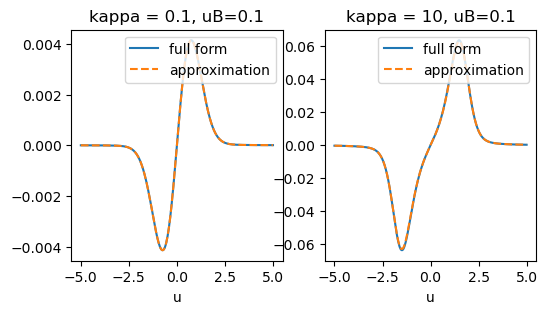 kappa = 0.1, uB=0.1
full form
approximation
0.004
0.002
0.000
−0.002
−0.004
−5.0 −2.5 0.0 2.5 5.0
u
kappa = 10, uB=0.1
full form
approximation
0.06
0.04
0.02
0.00
−0.02
−0.04
−0.06
−5.0 −2.5 0.0 2.5 5.0
u